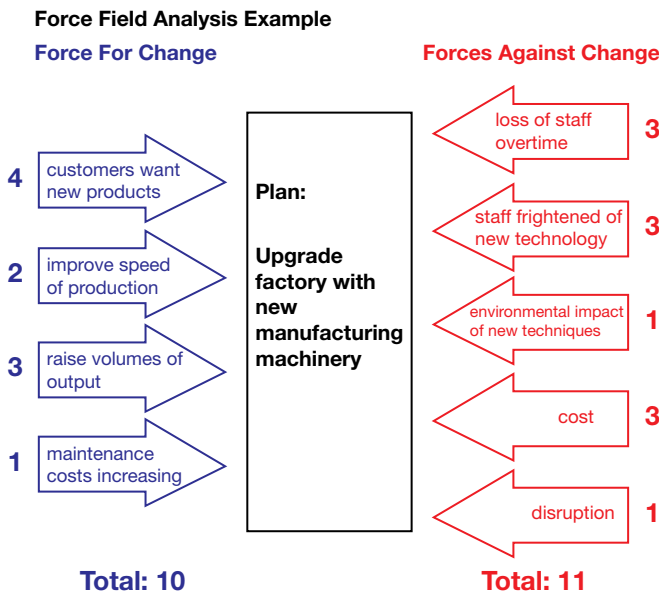 Force Field Analysis Example
Force For Change
Forces Against Change
4
customers want
new products
2
improve speed
of production
3
raise volumes of
output
1
maintenance
costs increasing
Plan:
Upgrade
factory with
new
manufacturing
machinery
loss of staff
overtime
3
staff frightened of
new technology
3
environmental impact
of new techniques
1
cost
3
disruption
1
Total: 10
Total: 11